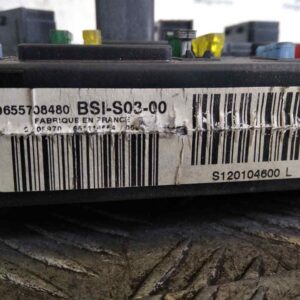 9655708480 BSI-S03-00
FABRIQUE EN FRANCE
S120104600 L